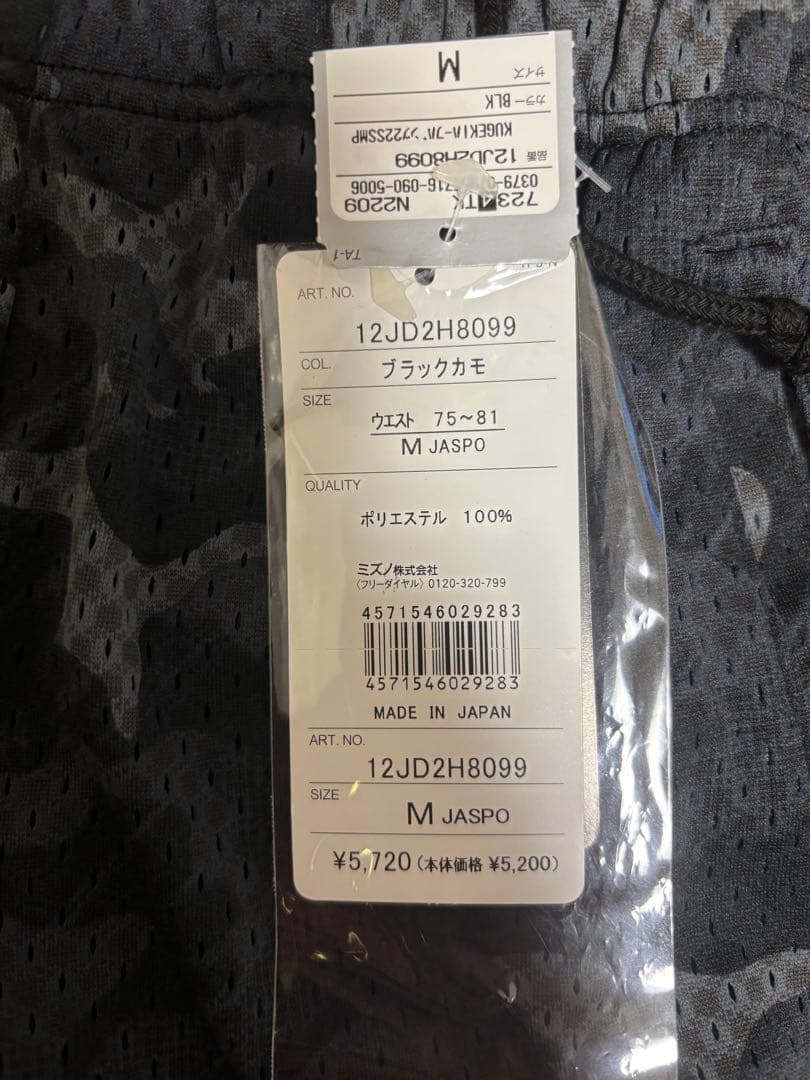 M
サイズ
カラー BLK
KUGEKIハーフパンツ22SSMP
品番 12JD2H8099
716-090-5006
N2209
TA-1
ART. NO.
12JD2H8099
COL. ブラックカモ
SIZE
ウエスト 75~81
M JASPO
QUALITY
ポリエステル 100%
ミズノ株式会社
〈フリーダイヤル〉0120-320-799
4571546029283
4571546029283
MADE IN JAPAN
ART. NO.
12JD2H8099
SIZE
M JASPO
¥5,720(本体価格 ¥5,200)